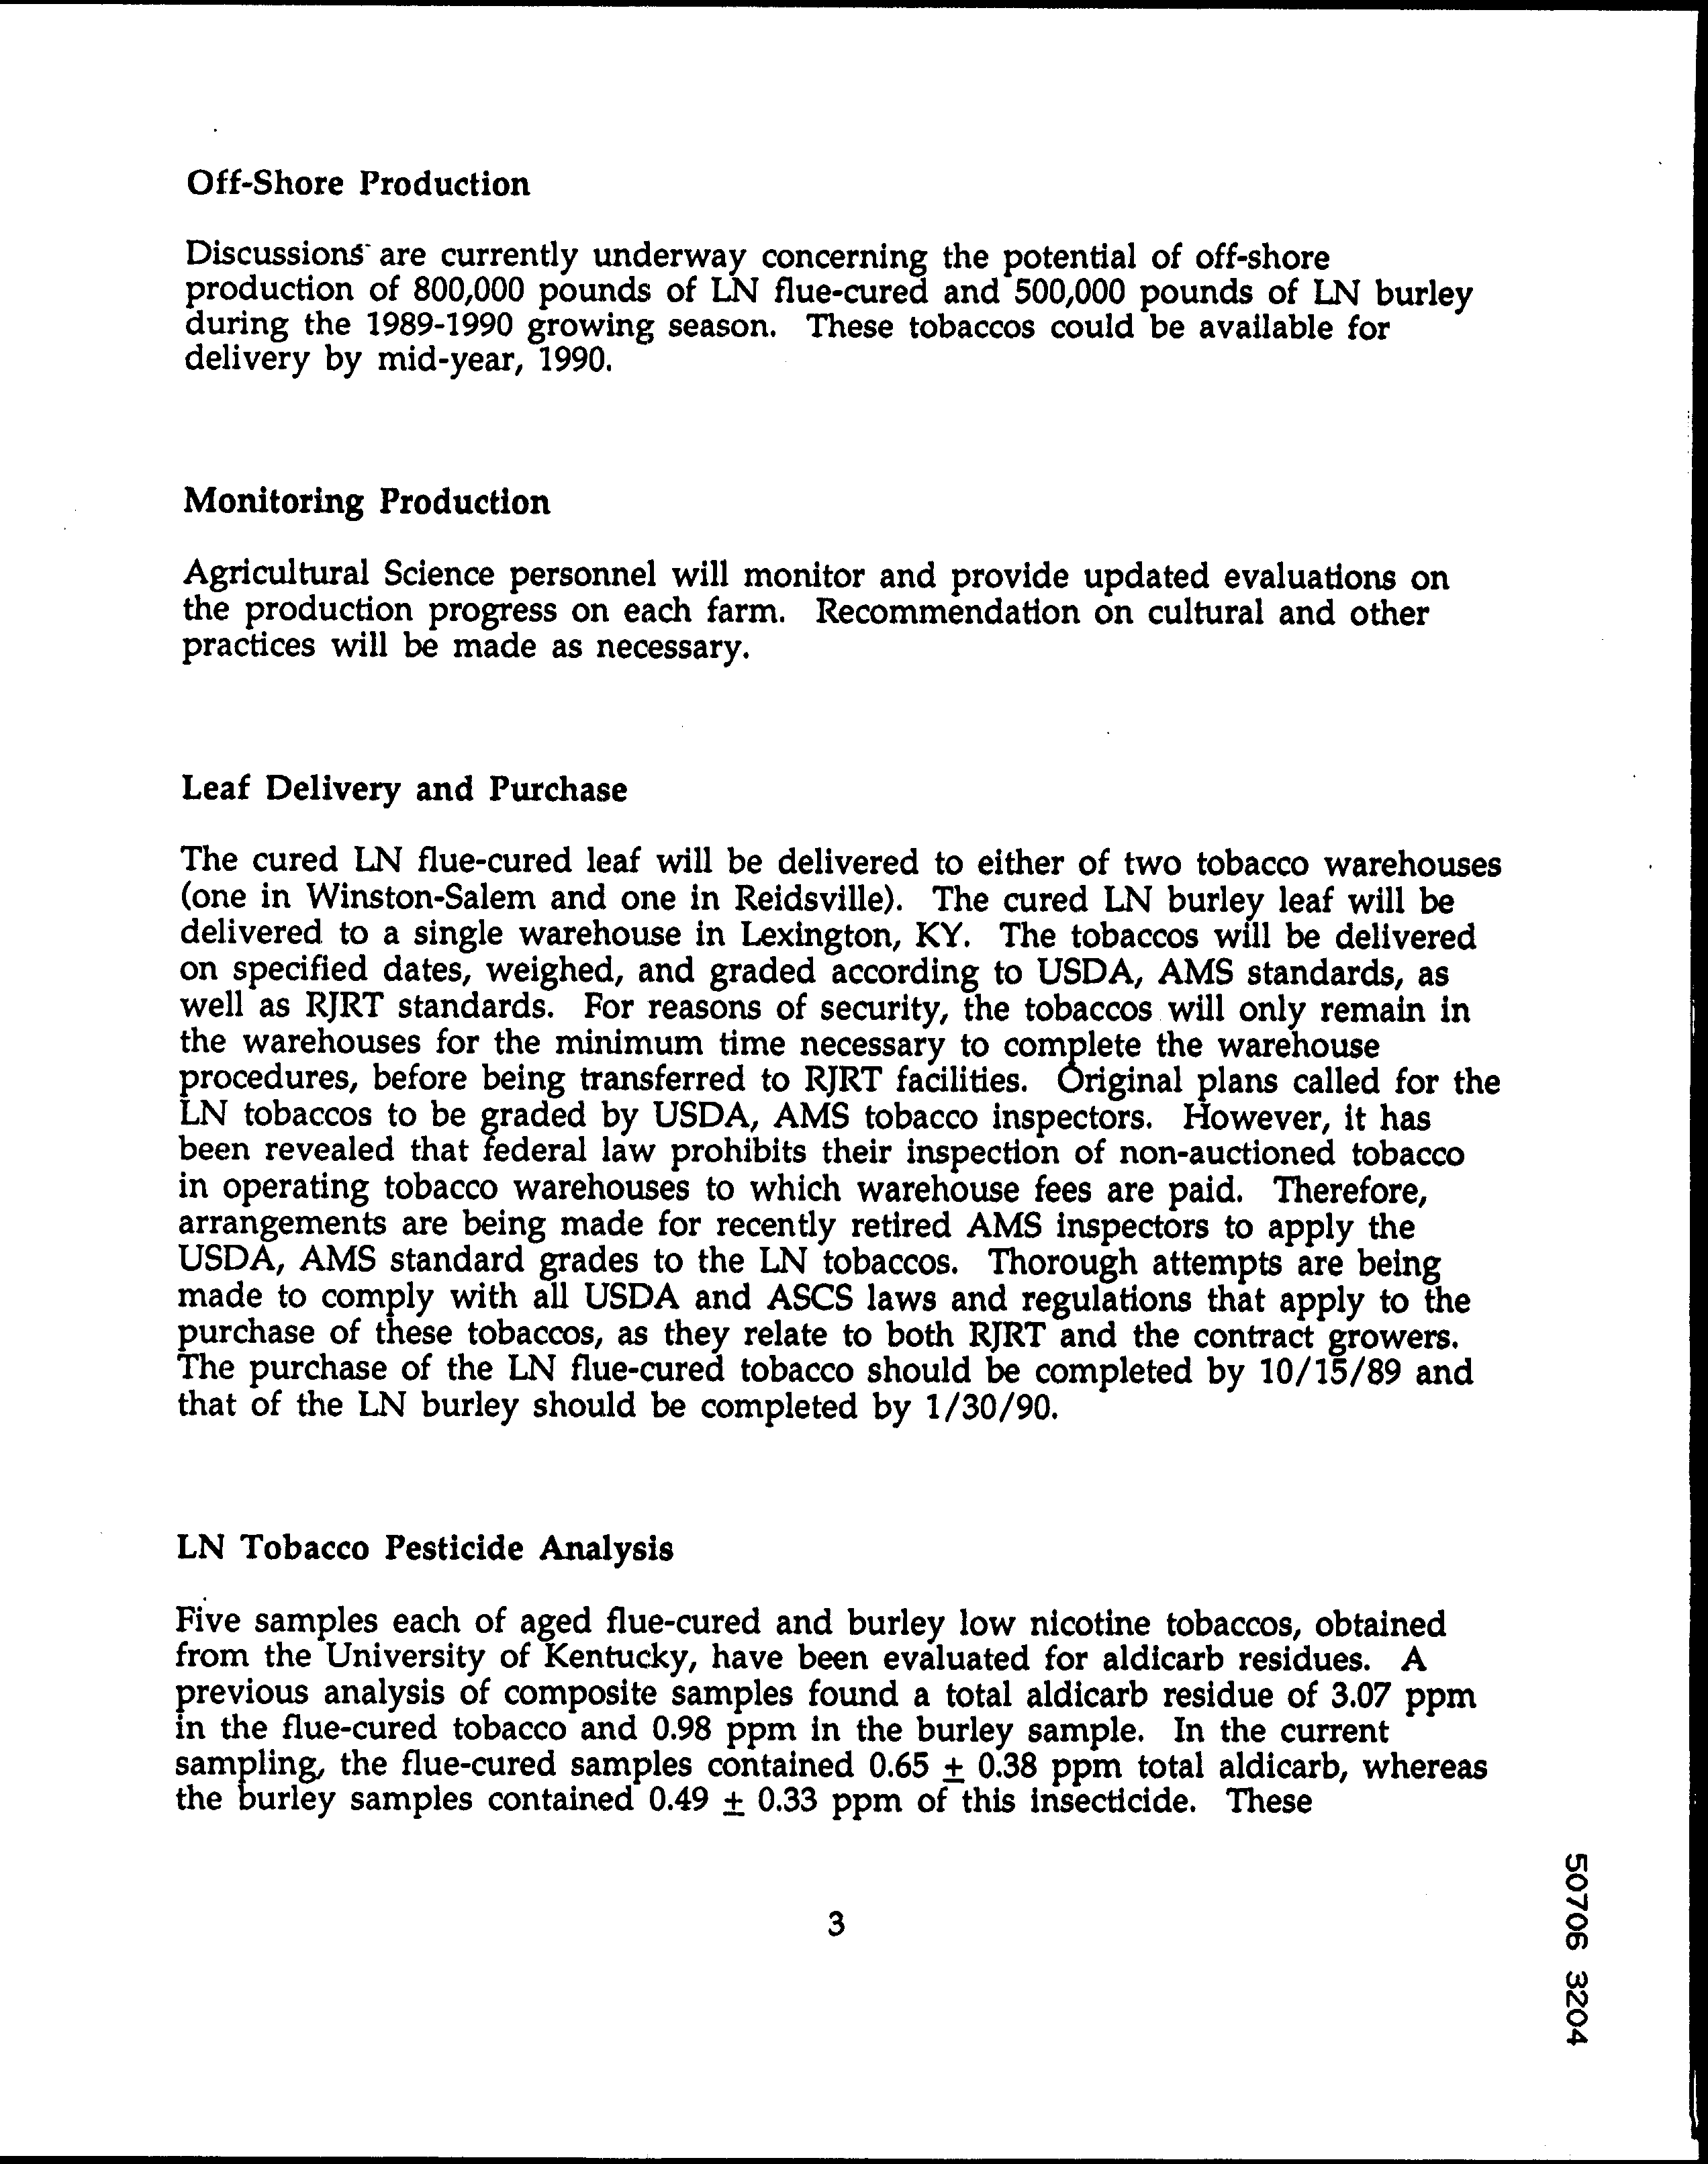 Off-Shore Production
Discussions are currently underway concerning the potential of off-shore
production of 800,000 pounds of LN flue-cured and 500,000 pounds of LN burley
during the 1989-1990 growing season. These tobaccos could be available for
delivery by mid-year, 1990.
Monitoring Production
Agricultural Science personnel will monitor and provide updated evaluations on
the production progress on each farm. Recommendation on cultural and other
practices will be made as necessary.
Leaf Delivery and Purchase
The cured LN flue-cured leaf will be delivered to either of two tobacco warehouses
(one in Winston-Salem and one in Reidsville). The cured LN burley leaf will be
delivered to a single warehouse in Lexington, KY. The tobaccos will be delivered
on specified dates, weighed, and graded according to USDA, AMS standards, as
well as RJRT standards. For reasons of security, the tobaccos will only remain in
the warehouses for the minimum time necessary to complete the warehouse
procedures, before being transferred to RJRT facilities. Original plans called for the
LN tobaccos to be graded by USDA, AMS tobacco inspectors. However, it has
been revealed that federal law prohibits their inspection of non-auctioned tobacco
in operating tobacco warehouses to which warehouse fees are paid. Therefore,
arrangements are being made for recently retired AMS inspectors to apply the
USDA, AMS standard grades to the LN tobaccos. Thorough attempts are being
made to comply with all USDA and ASCS laws and regulations that apply to the
purchase of these tobaccos, as they relate to both RJRT and the contract growers.
The purchase of the LN flue-cured tobacco should be completed by 10/15/89 and
that of the LN burley should be completed by 1/30/90.
LN Tobacco Pesticide Analysis
Five samples each of aged flue-cured and burley low nicotine tobaccos, obtained
from the University of Kentucky, have been evaluated for aldicarb residues. A
previous analysis of composite samples found a total aldicarb residue of 3.07 ppm
in the flue-cured tobacco and 0.98 ppm in the burley sample. In the current
sampling, the flue-cured samples contained 0.65 ± 0.38 ppm total aldicarb, whereas
the burley samples contained 0.49 ± 0.33 ppm of this insecticide. These
3
50706 3204